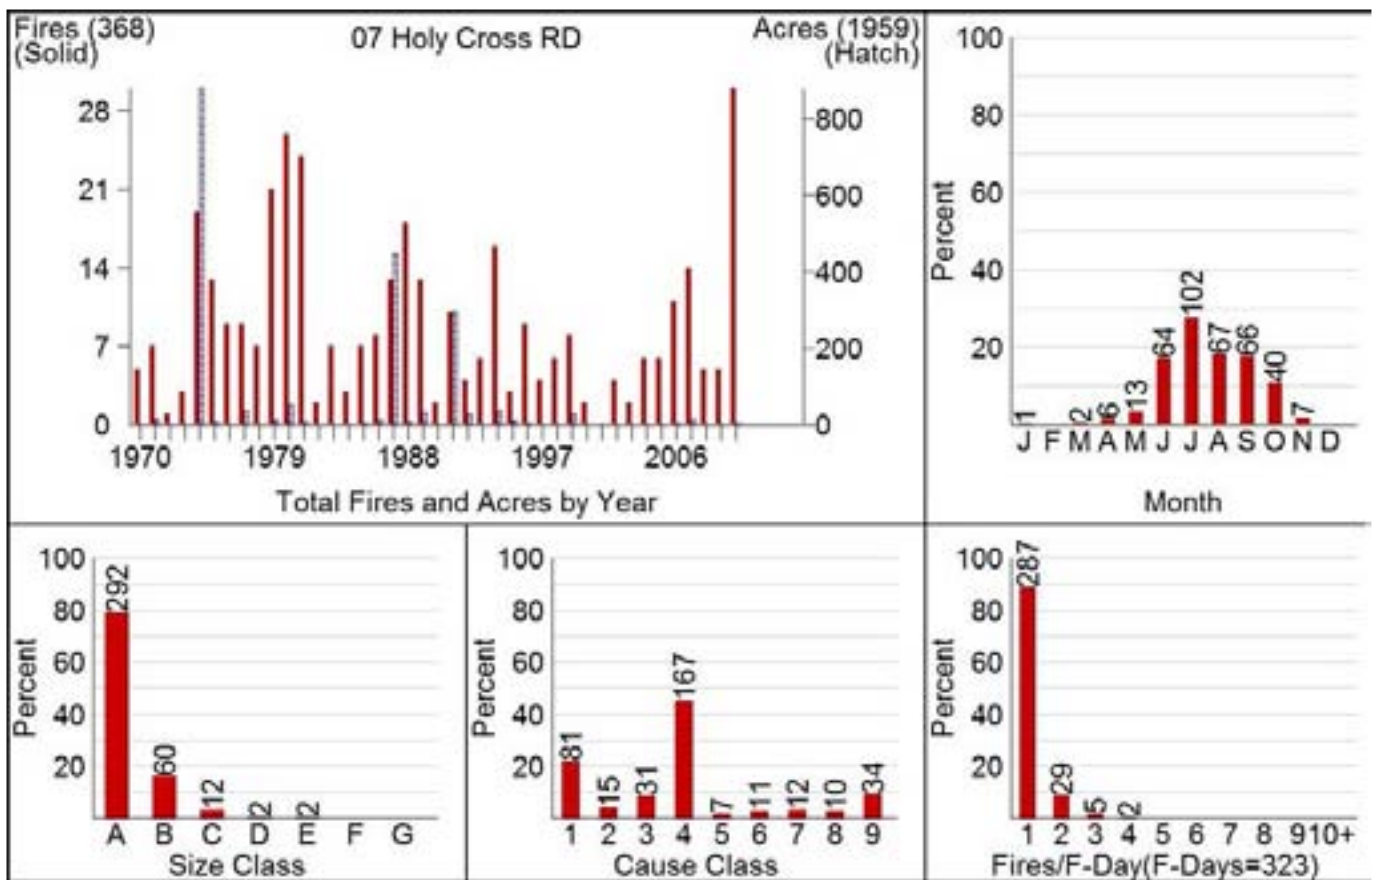 Fires (368)
(Solid)
07 Holy Cross RD
Acres (1959)
(Hatch)
28
21
14
7
0
800
600
400
200
0
1970 1979 1988 1997 2006
Total Fires and Acres by Year
100
80
60
40
20
Percent
1 2 6 13 64 102 67 66 40 7
J F M A M J J A S O N D
Month
100
80
60
40
20
Percent
292 60 12 2 2
A B C D E F G
Size Class
100
80
60
40
20
Percent
81 15 31 167 7 11 12 10 34
1 2 3 4 5 6 7 8 9
Cause Class
100
80
60
40
20
Percent
287 29 5 2
1 2 3 4 5 6 7 8 910+
Fires/F-Day(F-Days=323)